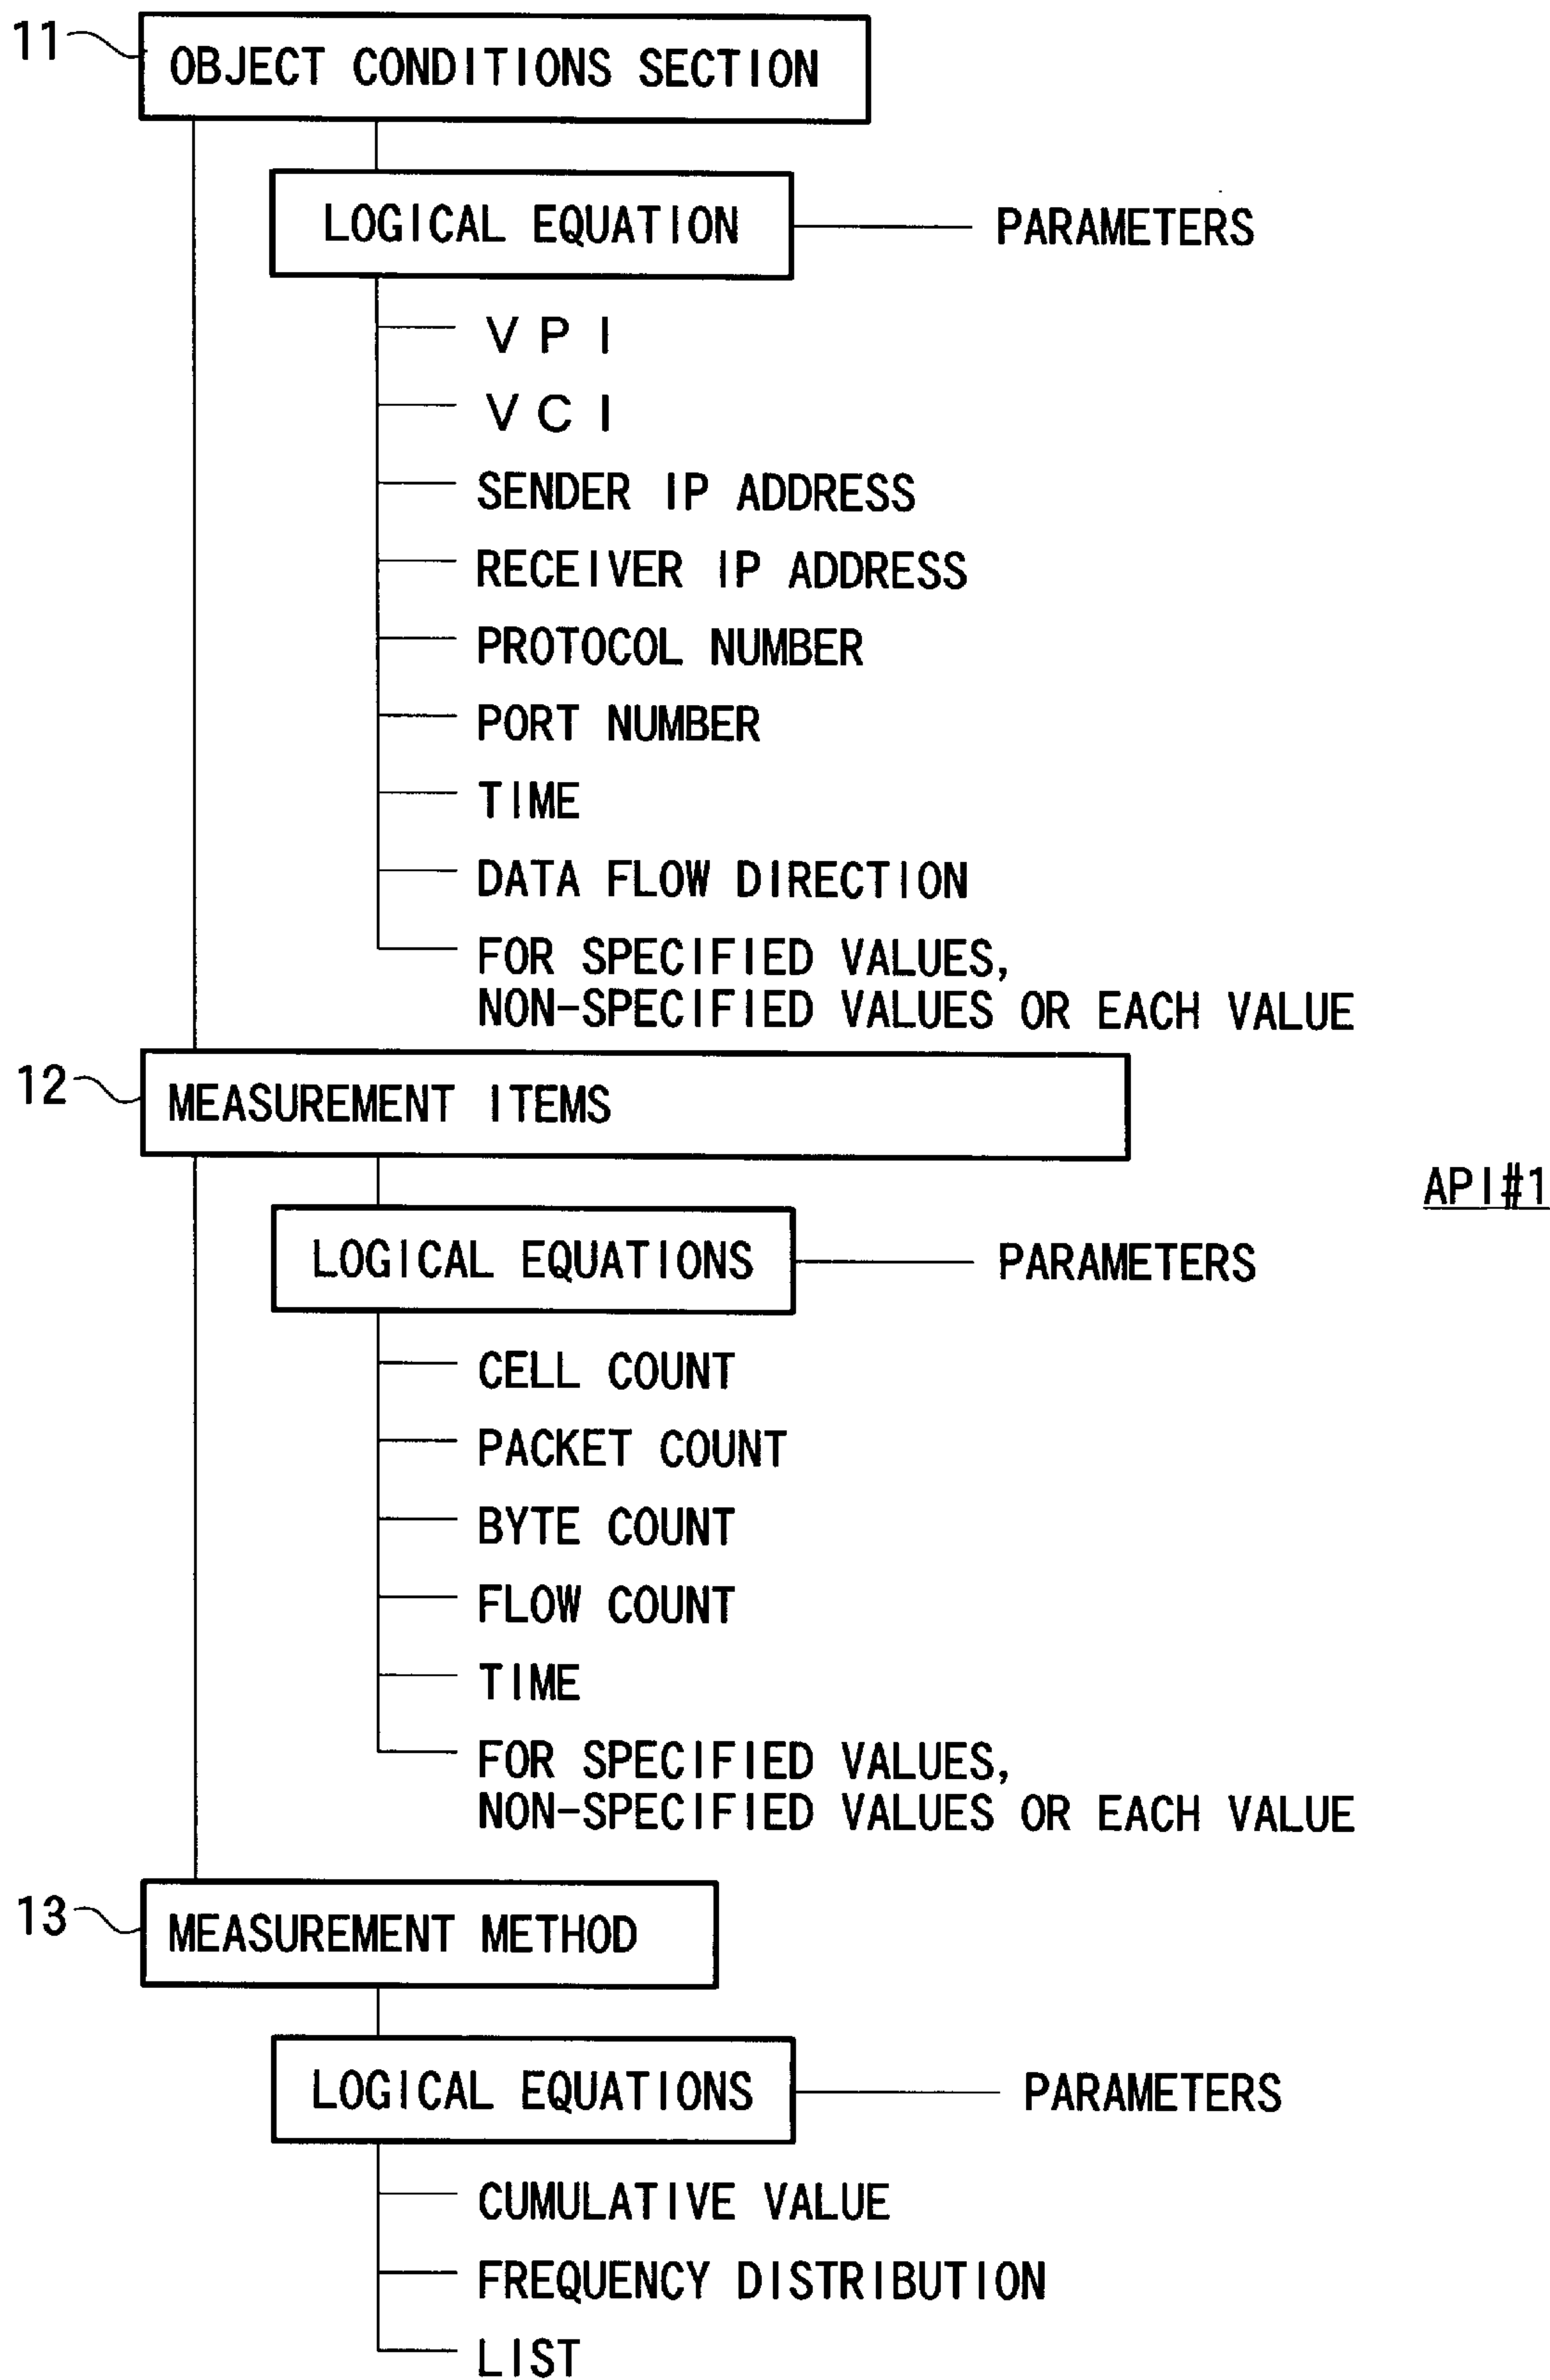 11
OBJECT CONDITIONS SECTION
LOGICAL EQUATION
PARAMETERS
VPI
VCI
SENDER IP ADDRESS
RECEIVER IP ADDRESS
PROTOCOL NUMBER
PORT NUMBER
TIME
DATA FLOW DIRECTION
FOR SPECIFIED VALUES,
NON-SPECIFIED VALUES OR EACH VALUE
12
MEASUREMENT ITEMS
API#1
LOGICAL EQUATIONS
PARAMETERS
CELL COUNT
PACKET COUNT
BYTE COUNT
FLOW COUNT
TIME
FOR SPECIFIED VALUES,
NON-SPECIFIED VALUES OR EACH VALUE
13
MEASUREMENT METHOD
LOGICAL EQUATIONS
PARAMETERS
CUMULATIVE VALUE
FREQUENCY DISTRIBUTION
LIST